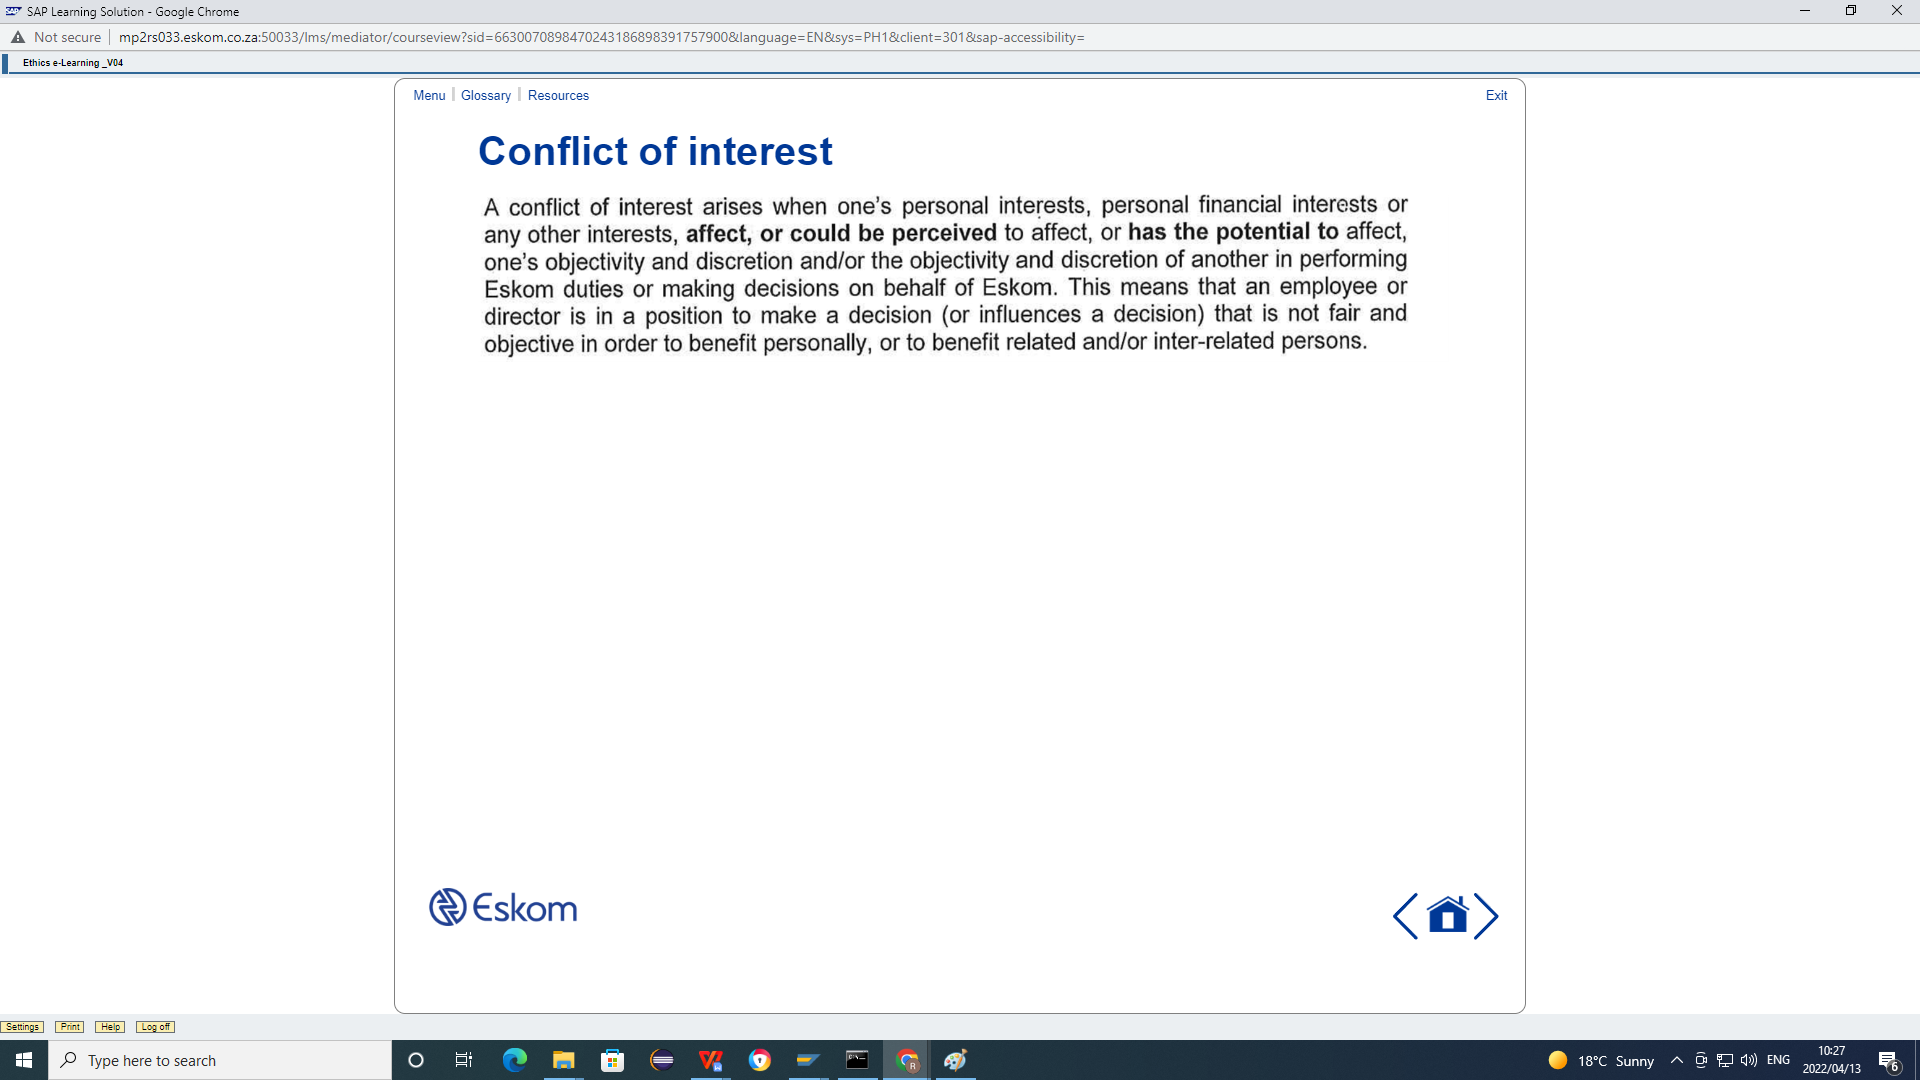 SAP Learning Solution - Google Chrome
Not secure mp2rs033.eskom.co.za:50033/lms/mediator/courseview?sid=6630070898470243186898391757900&language=EN&sys=PH1&client=301&sap-accessibility=
Ethics e-Learning _V04
Menu Glossary Resources Exit
Conflict of interest
A conflict of interest arises when one's personal interests, personal financial interests or
any other interests, affect, or could be perceived to affect, or has the potential to affect,
one's objectivity and discretion and/or the objectivity and discretion of another in performing
Eskom duties or making decisions on behalf of Eskom. This means that an employee or
director is in a position to make a decision (or influences a decision) that is not fair and
objective in order to benefit personally, or to benefit related and/or inter-related persons.
Eskom
Settings Print Help Log off
Type here to search
18°C Sunny
ENG
10:27
2022/04/13
6